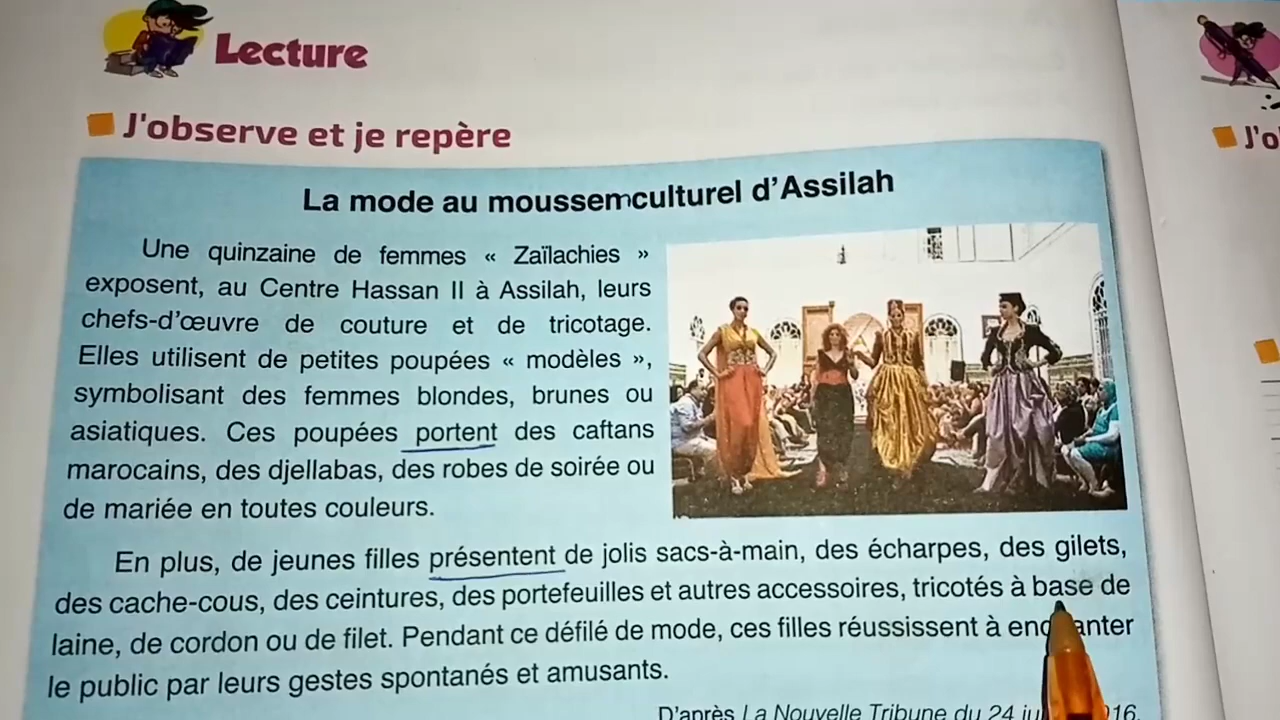 Lecture
J'observe et je repère
La mode au moussem culturel d'Assilah
Une quinzaine de femmes « Zaïlachies »
exposent, au Centre Hassan II à Assilah, leurs
chefs-d'œuvre de couture et de tricotage.
Elles utilisent de petites poupées « modèles »,
symbolisant des femmes blondes, brunes ou
asiatiques. Ces poupées portent des caftans
marocains, des djellabas, des robes de soirée ou
de mariée en toutes couleurs.
En plus, de jeunes filles présentent de jolis sacs-à-main, des écharpes, des gilets,
des cache-cous, des ceintures, des portefeuilles et autres accessoires, tricotés à base de
laine, de cordon ou de filet. Pendant ce défilé de mode, ces filles réussissent à enchanter
le public par leurs gestes spontanés et amusants.
D'après La Nouvelle Tribune du 24
J'o